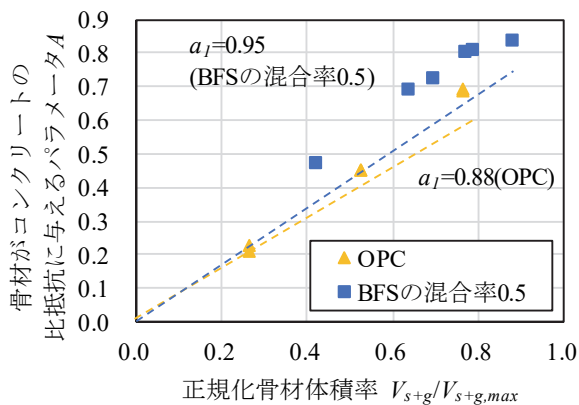 骨材がコンクリートの
比抵抗に与えるパラメータA
0.9
0.8
0.7
0.6
0.5
0.4
0.3
0.2
0.1
0.0
a1=0.95
(BFSの混合率0.5)
a1=0.88(OPC)
OPC
BFSの混合率0.5
0.0 0.2 0.4 0.6 0.8 1.0
正規化骨材体積率 Vs+g/Vs+g,max